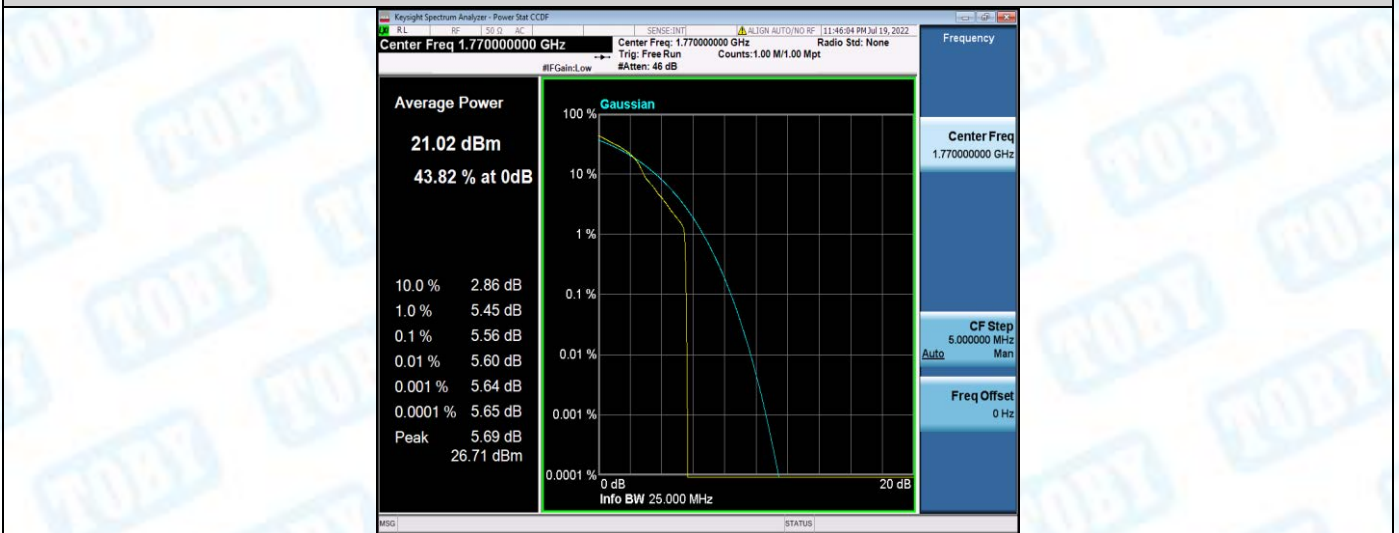 Keysight Spectrum Analyzer - Power Stat CCDF
RL RF 50 Ω AC SENSE:INT ALIGN AUTO/NO RF 11:46:04 PM Jul 19, 2022
Center Freq 1.770000000 GHz
Center Freq: 1.770000000 GHz Radio Std: None
Trig: Free Run Counts:1.00 M/1.00 Mpt
#IFGain:Low #Atten: 46 dB
Frequency
Average Power
21.02 dBm
43.82 % at 0dB
10.0 % 2.86 dB
1.0 % 5.45 dB
0.1 % 5.56 dB
0.01 % 5.60 dB
0.001 % 5.64 dB
0.0001 % 5.65 dB
Peak 5.69 dB
26.71 dBm
Gaussian
100 %
10 %
1 %
0.1 %
0.01 %
0.001 %
0.0001 %
0 dB 20 dB
Info BW 25.000 MHz
Center Freq
1.770000000 GHz
CF Step
5.000000 MHz
Auto Man
Freq Offset
0 Hz
MSG STATUS
TOBY
TOBY
TOBY
TOBY
TOBY
TOBY
TOBY
TOBY